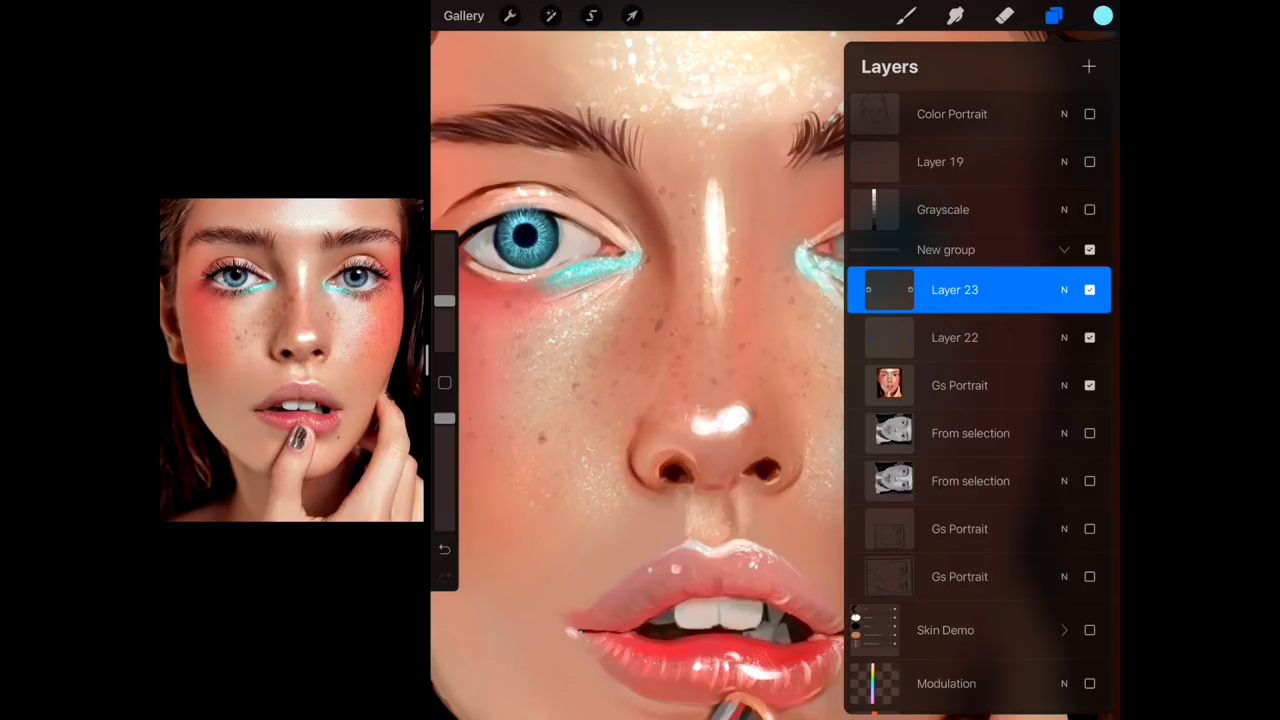 Gallery
Layers
Color Portrait N
Layer 19 N
Grayscale N
New group
Layer 23 N
Layer 22 N
Gs Portrait N
From selection N
From selection N
Gs Portrait N
Gs Portrait N
Skin Demo
Modulation N